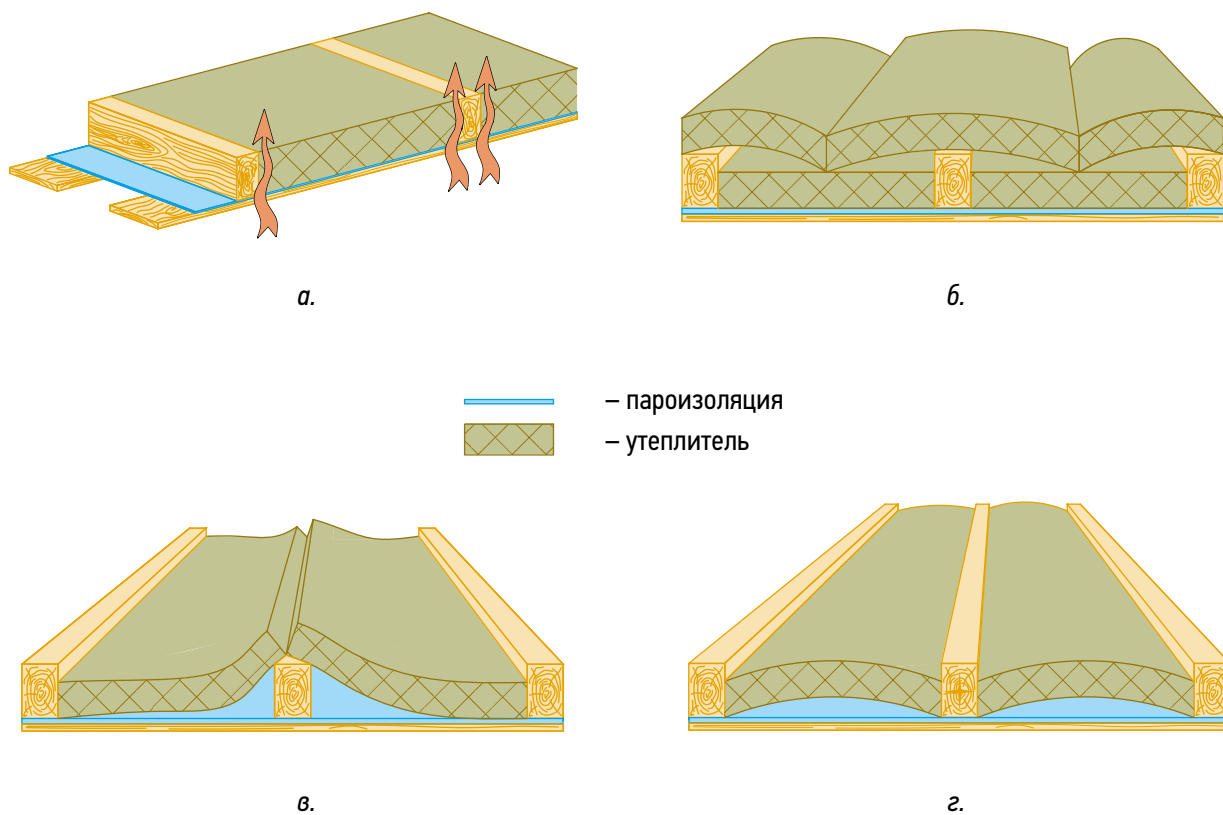 а.
б.
– пароизоляция
– утеплитель
в.
г.